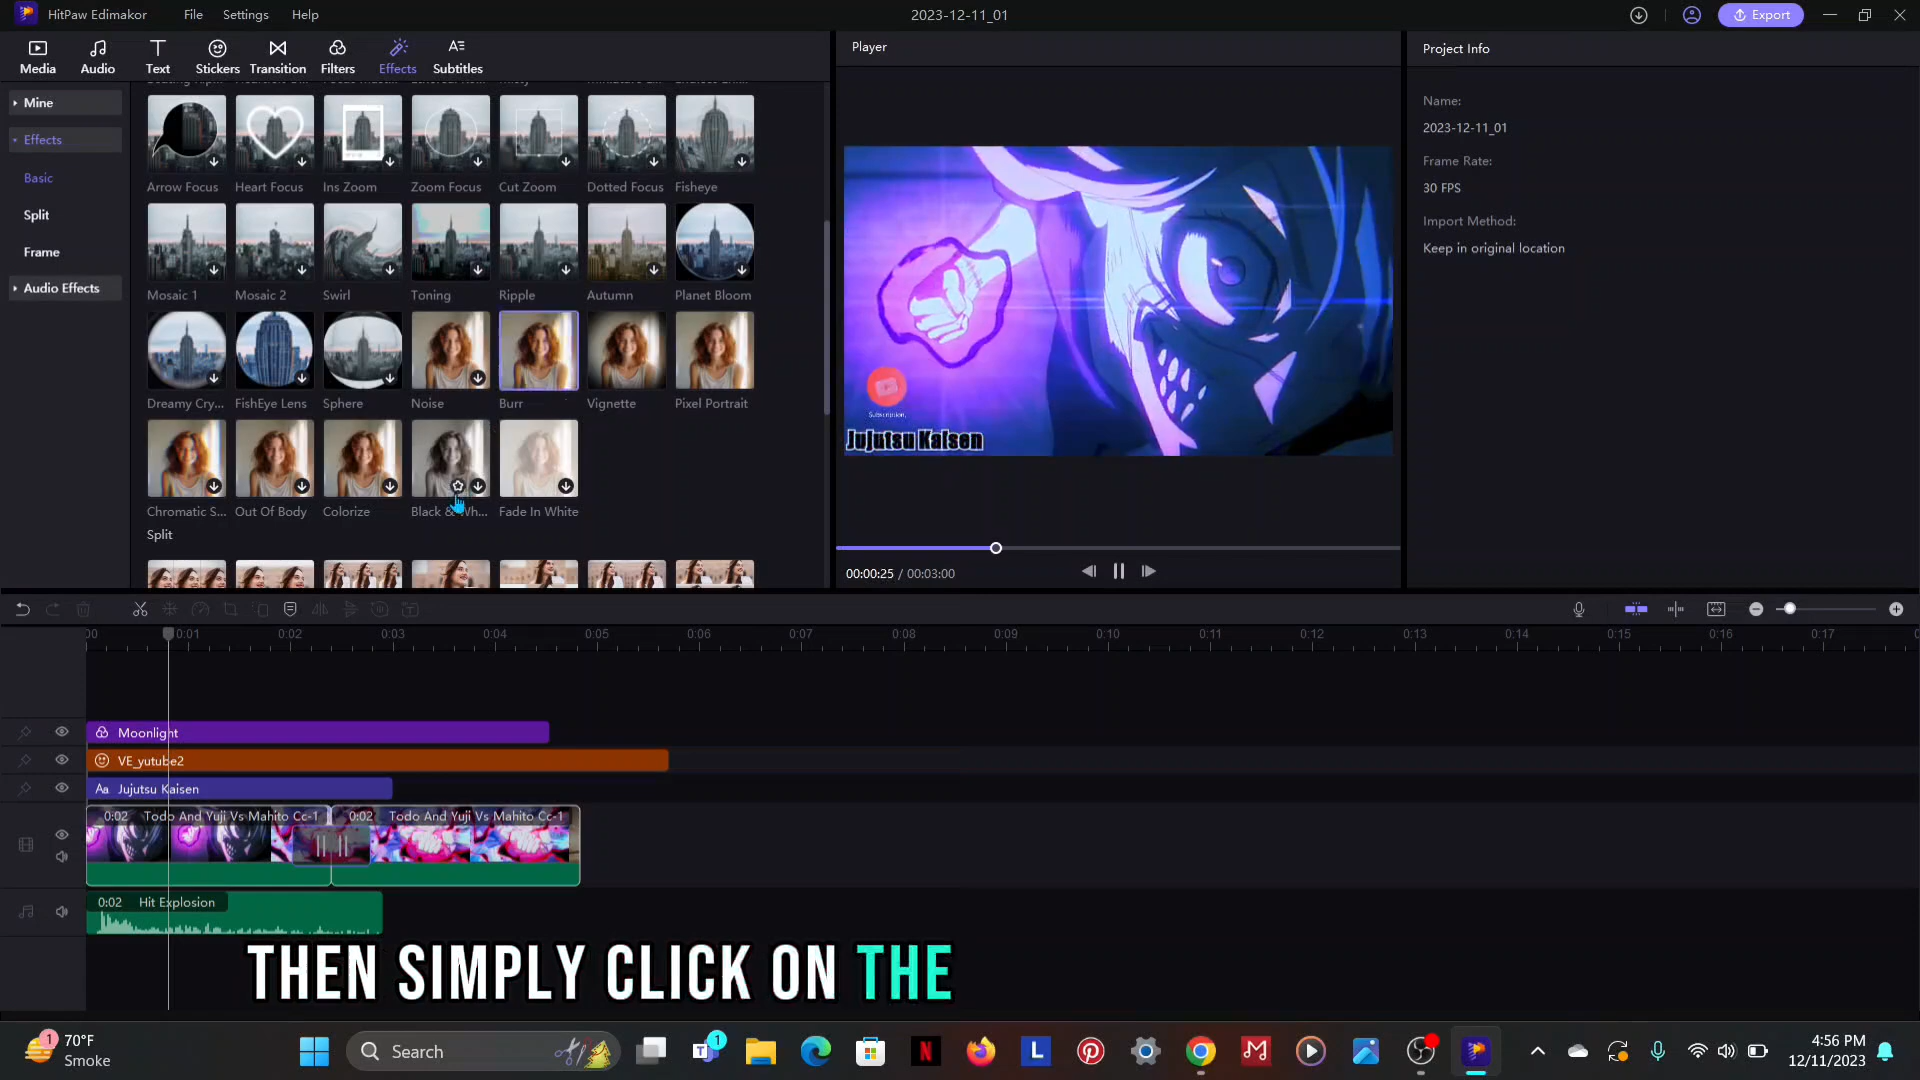 HitPaw Edimakor
File
Settings
Help
2023-12-11_01
Export
Media
Audio
Text
Stickers
Transition
Filters
Effects
Subtitles
Player
Project Info
Mine
Effects
Basic
Split
Frame
Audio Effects
Arrow Focus
Heart Focus
Ins Zoom
Zoom Focus
Cut Zoom
Dotted Focus
Fisheye
Mosaic 1
Mosaic 2
Swirl
Toning
Ripple
Autumn
Planet Bloom
Dreamy Cry...
FishEye Lens
Sphere
Noise
Burr
Vignette
Pixel Portrait
Chromatic S...
Out Of Body
Colorize
Black & Wh...
Fade In White
Split
Subscription,
Jujutsu Kaisen
00:00:25 / 00:03:00
Name:
2023-12-11_01
Frame Rate:
30 FPS
Import Method:
Keep in original location
00 0:01 0:02 0:03 0:04 0:05 0:06 0:07 0:08 0:09 0:10 0:11 0:12 0:13 0:14 0:15 0:16 0:17
Moonlight
VE_yutube2
Aa Jujutsu Kaisen
0:02 Todo And Yuji Vs Mahito Cc-1
0:02 Todo And Yuji Vs Mahito Cc-1
0:02 Hit Explosion
THEN SIMPLY CLICK ON THE
1
70°F
Smoke
Search
1
N
L
4:56 PM
12/11/2023